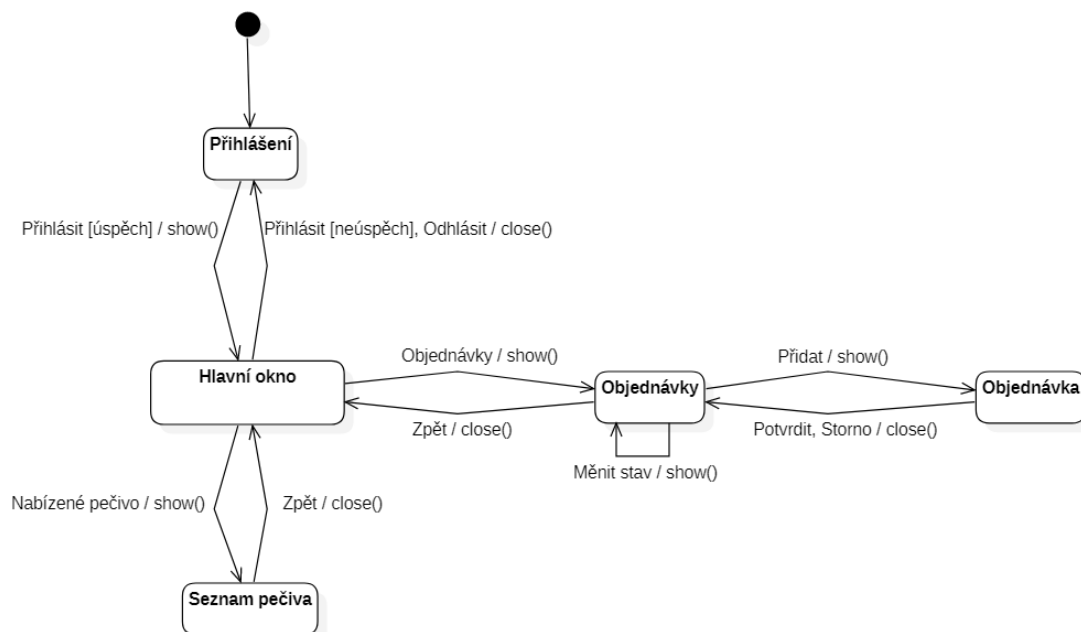 Přihlášení
Přihlásit [úspěch] / show()
Přihlásit [neúspěch], Odhlásit / close()
Hlavní okno
Objednávky / show()
Zpět / close()
Objednávky
Měnit stav / show()
Přidat / show()
Potvrdit, Storno / close()
Objednávka
Nabízené pečivo / show()
Zpět / close()
Seznam pečiva